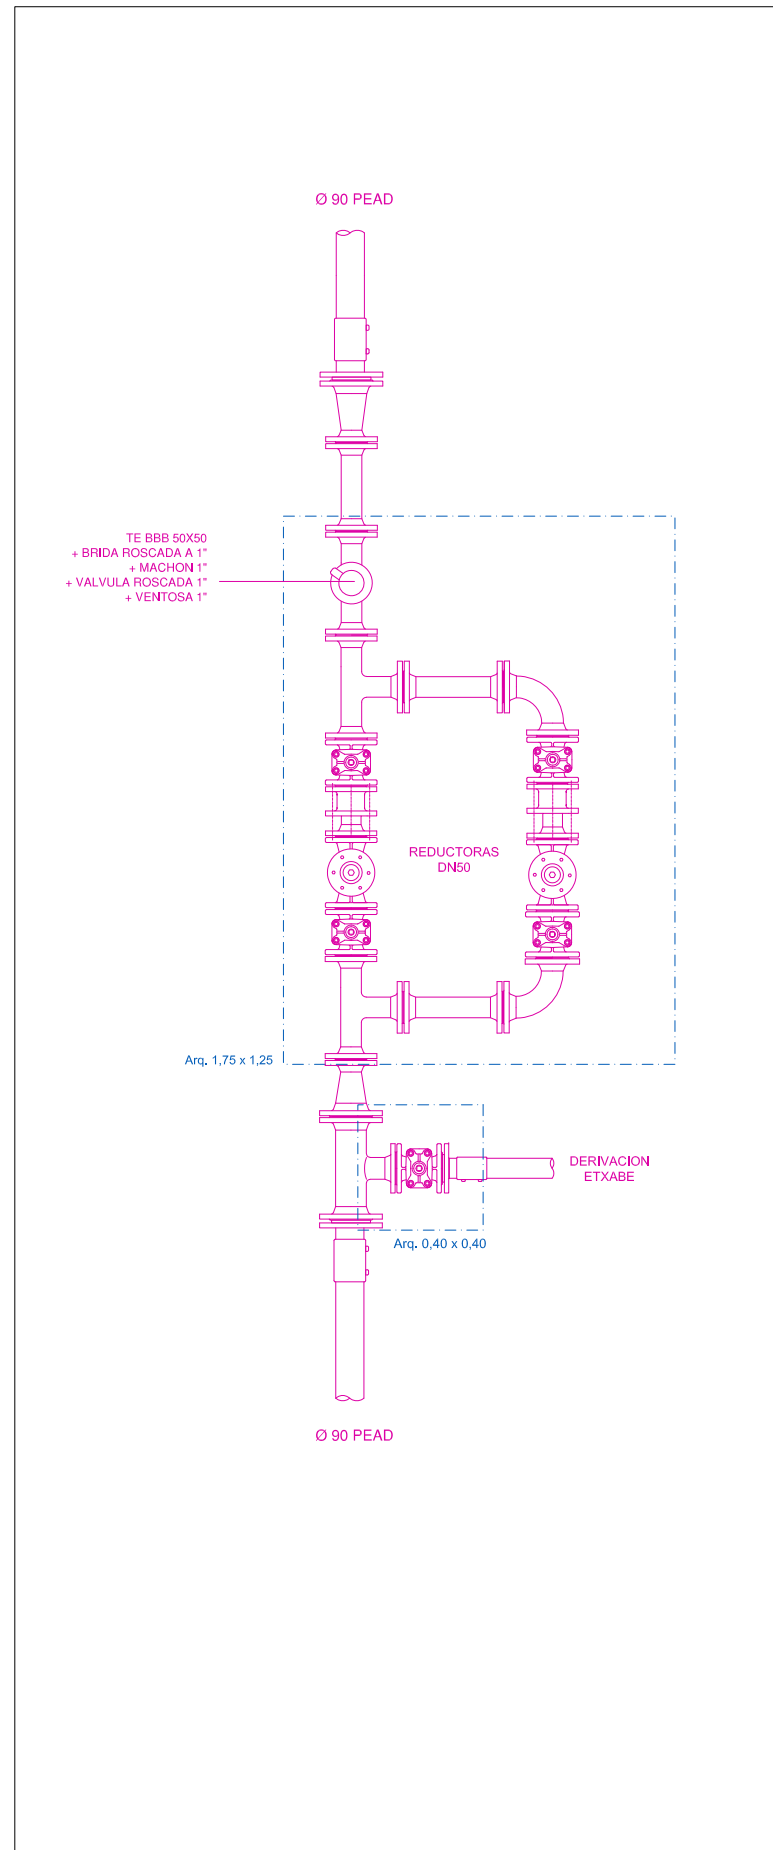 Ø 90 PEAD
TE BBB 50X50
+ BRIDA ROSCADA A 1"
+ MACHON 1"
+ VALVULA ROSCADA 1"
+ VENTOSA 1"
REDUCTORAS
DN50
Arq. 1,75 x 1,25
DERIVACION
ETXABE
Arq. 0,40 x 0,40
Ø 90 PEAD